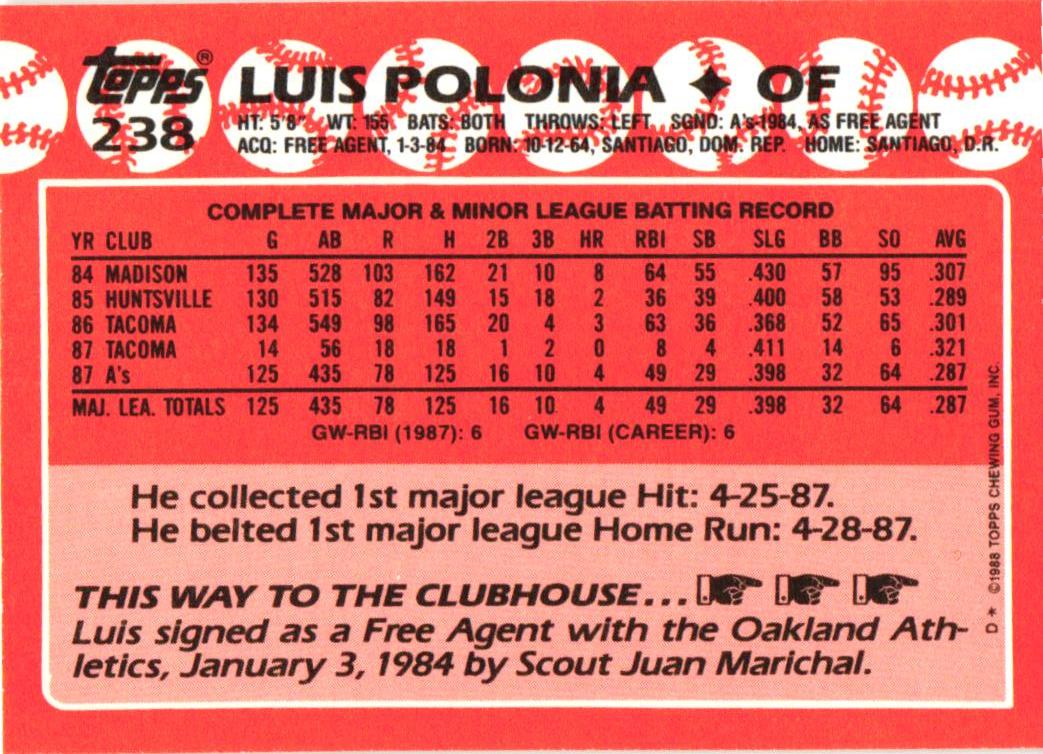 Topps® LUIS POLONIA ♦ OF
238 HT: 5'8" WT: 155 BATS: BOTH THROWS: LEFT SGND: A's-1984, AS FREE AGENT
ACQ: FREE AGENT, 1-3-84 BORN: 10-12-64, SANTIAGO, DOM. REP. HOME: SANTIAGO, D.R.
COMPLETE MAJOR & MINOR LEAGUE BATTING RECORD
YR CLUB G AB R H 2B 3B HR RBI SB SLG BB SO AVG
84 MADISON 135 528 103 162 21 10 8 64 55 .430 57 95 .307
85 HUNTSVILLE 130 515 82 149 15 18 2 36 39 .400 58 53 .289
86 TACOMA 134 549 98 165 20 4 3 63 36 .368 52 65 .301
87 TACOMA 14 56 18 18 1 2 0 8 4 .411 14 6 .321
87 A's 125 435 78 125 16 10 4 49 29 .398 32 64 .287
MAJ. LEA. TOTALS 125 435 78 125 16 10 4 49 29 .398 32 64 .287
GW-RBI (1987): 6 GW-RBI (CAREER): 6
He collected 1st major league Hit: 4-25-87.
He belted 1st major league Home Run: 4-28-87.
THIS WAY TO THE CLUBHOUSE...
Luis signed as a Free Agent with the Oakland Ath-
letics, January 3, 1984 by Scout Juan Marichal.
D* ©1988 TOPPS CHEWING GUM, INC.